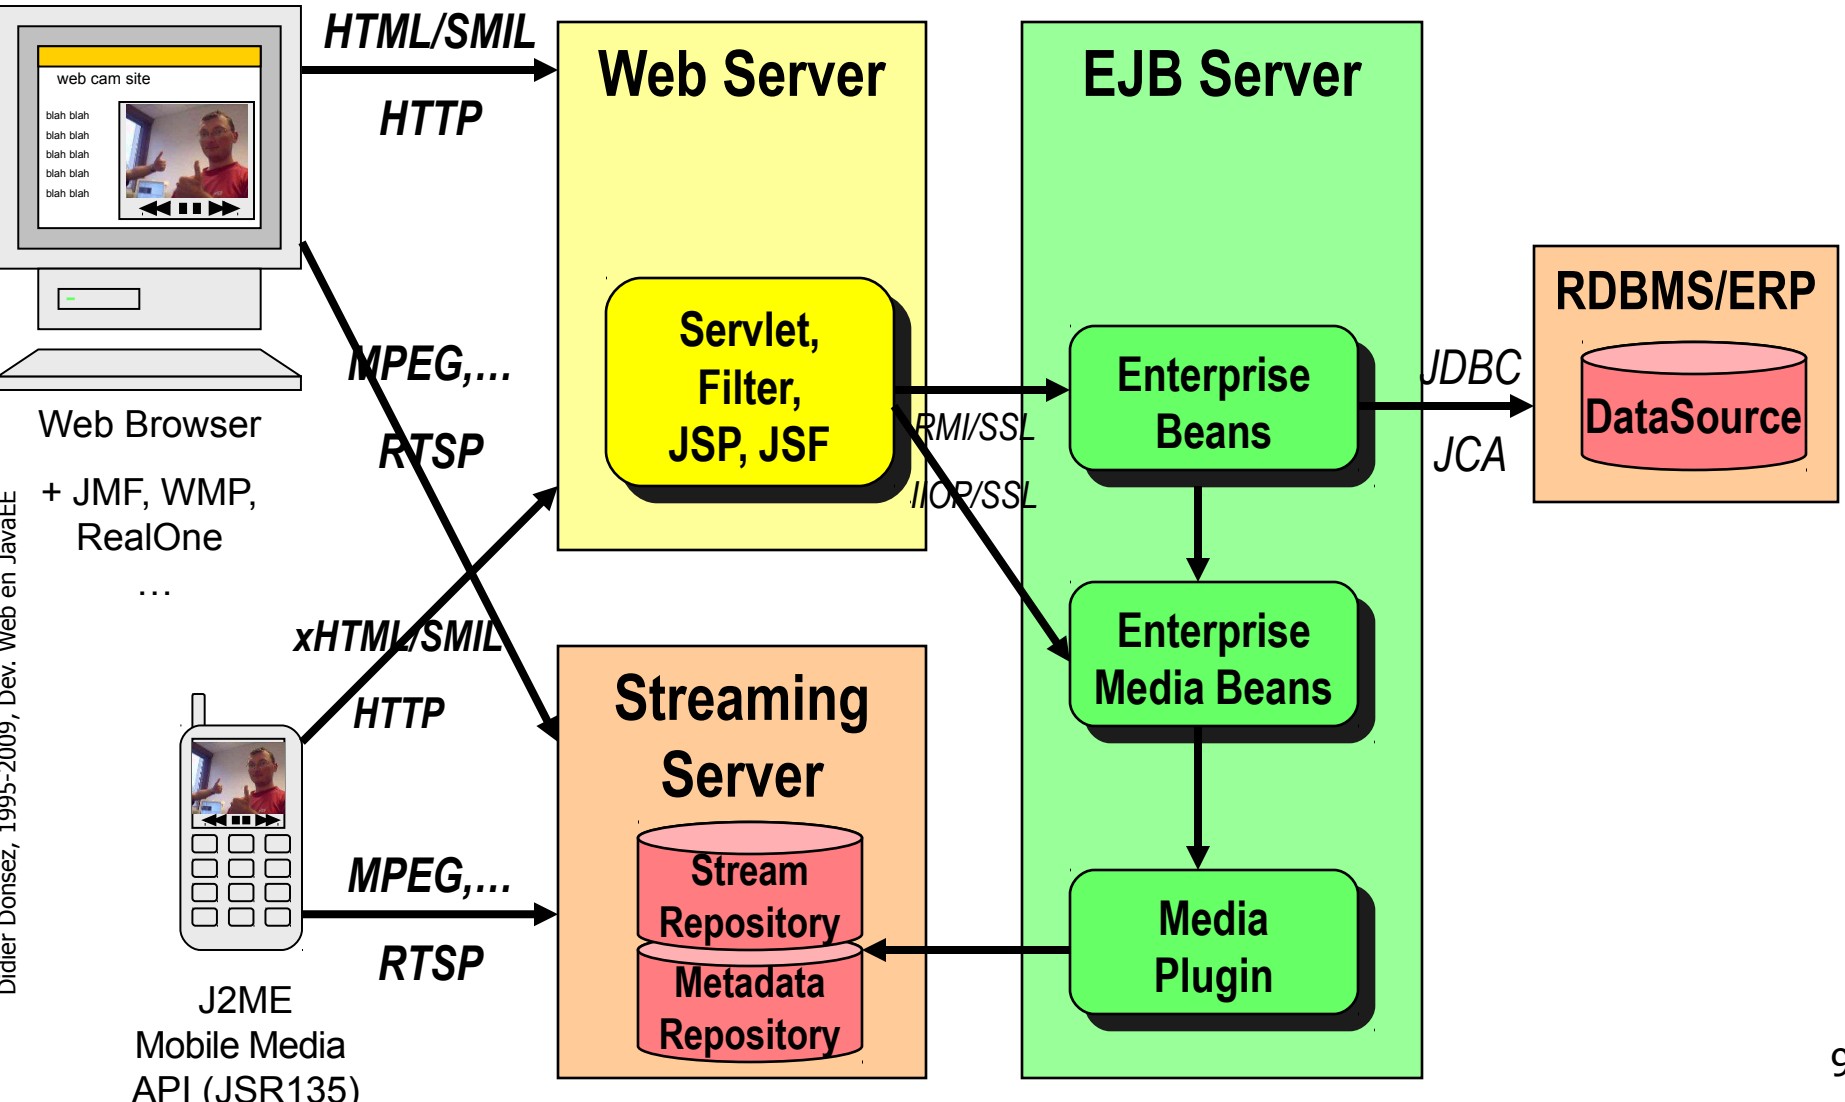 HTML/SMIL
HTTP
web cam site
blah blah
blah blah
blah blah
blah blah
blah blah
Web Browser
+ JMF, WMP,
RealOne
…
MPEG,…
RTSP
xHTML/SMIL
HTTP
MPEG,…
RTSP
J2ME
Mobile Media
API (JSR135)
Web Server
Servlet,
Filter,
JSP, JSF
RMI/SSL
IIOP/SSL
Streaming
Server
Stream
Repository
Metadata
Repository
EJB Server
Enterprise
Beans
Enterprise
Media Beans
Media
Plugin
JDBC
JCA
RDBMS/ERP
DataSource
Didier Donsez, 1995-2009, Dev. Web en JavaEE
9